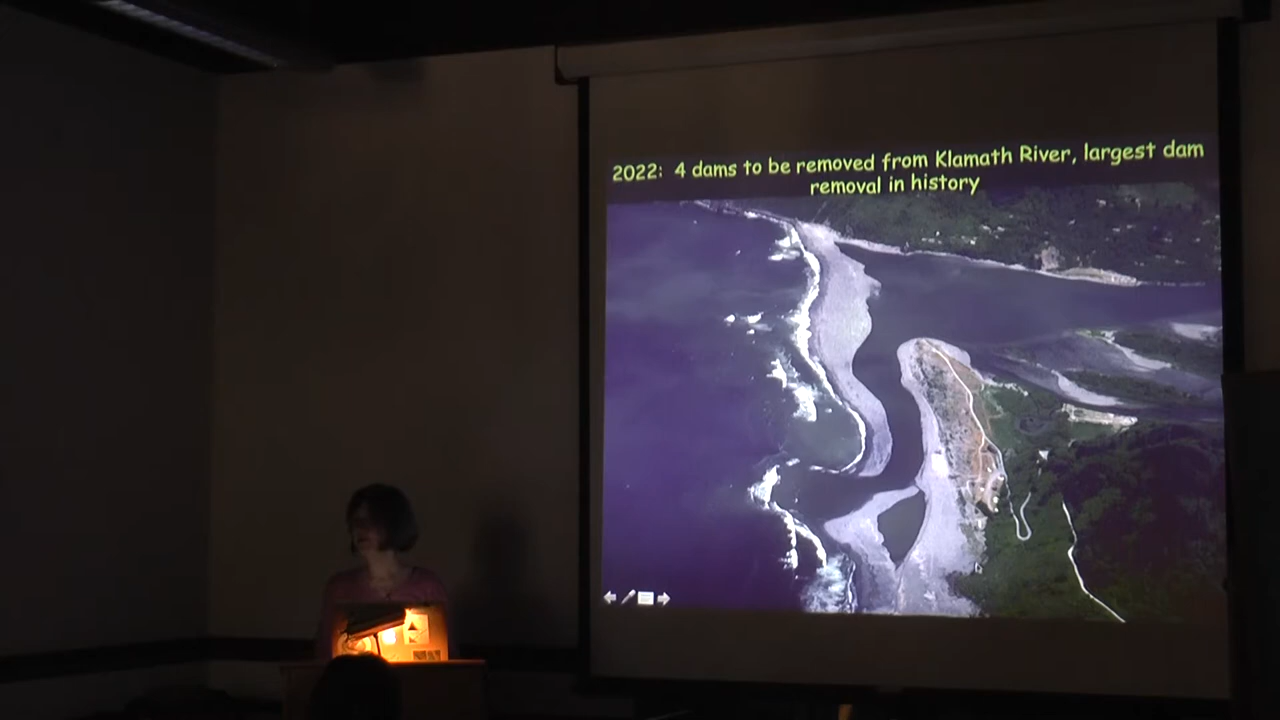 2022: 4 dams to be removed from Klamath River, largest dam
removal in history